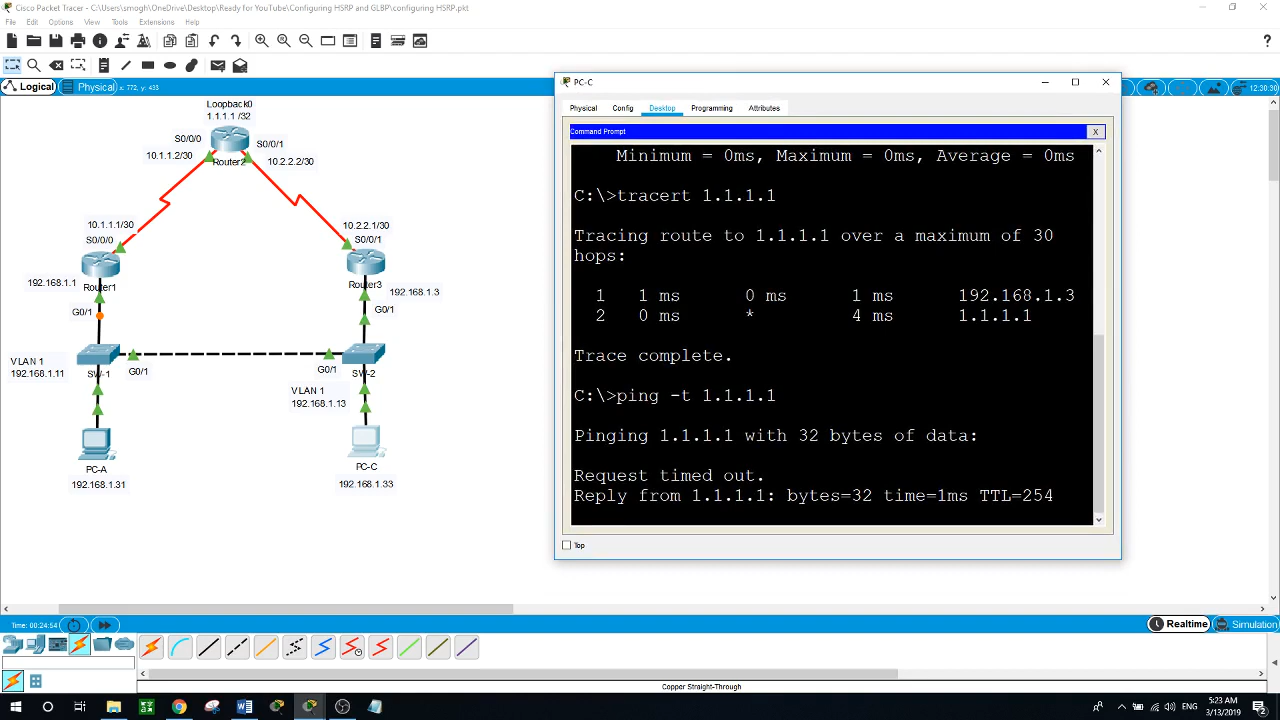 Cisco Packet Tracer - C:\Users\smogh\OneDrive\Desktop\Ready for YouTube\Configuring HSRP and GLBP\configuring HSRP.pkt
File Edit Options View Tools Extensions Help
Logical Physical x: 772, y: 433 12:30:30
Loopback0
1.1.1.1 /32
S0/0/0 S0/0/1
10.1.1.2/30 Router2 10.2.2.2/30
10.1.1.1/30 10.2.2.1/30
S0/0/0 S0/0/1
192.168.1.1 Router1 Router3 192.168.1.3
G0/1 G0/1
VLAN 1
192.168.1.11
SW-1 G0/1 G0/1 SW-2
VLAN 1
192.168.1.13
PC-A PC-C
192.168.1.31 192.168.1.33
PC-C
Physical Config Desktop Programming Attributes
Command Prompt X
Minimum = 0ms, Maximum = 0ms, Average = 0ms
C:\>tracert 1.1.1.1
Tracing route to 1.1.1.1 over a maximum of 30
hops:
1 1 ms 0 ms 1 ms 192.168.1.3
2 0 ms * 4 ms 1.1.1.1
Trace complete.
C:\>ping -t 1.1.1.1
Pinging 1.1.1.1 with 32 bytes of data:
Request timed out.
Reply from 1.1.1.1: bytes=32 time=1ms TTL=254
Top
Time: 00:24:54 Realtime Simulation
Copper Straight-Through
ENG 5:23 AM
3/13/2019 2